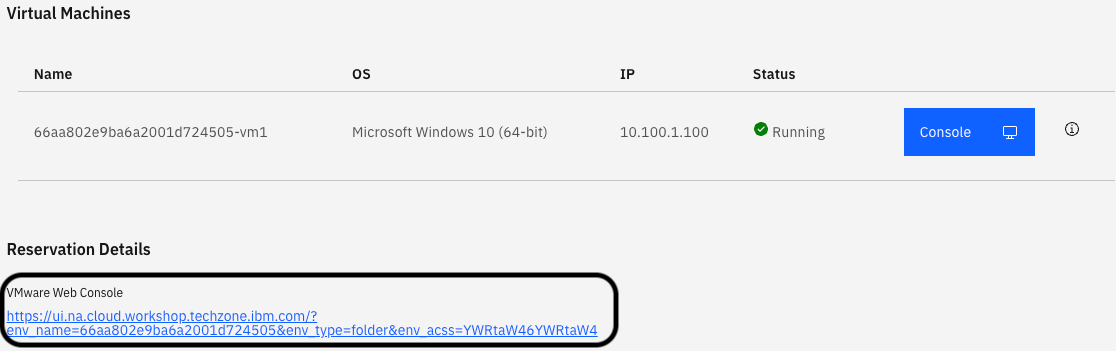 Virtual Machines
Name OS IP Status
66aa802e9ba6a2001d724505-vm1 Microsoft Windows 10 (64-bit) 10.100.1.100 Running Console
Reservation Details
VMware Web Console
https://ui.na.cloud.workshop.techzone.ibm.com/?
env_name=66aa802e9ba6a2001d724505&env_type=folder&env_acss=YWRtaW46YWRtaW4